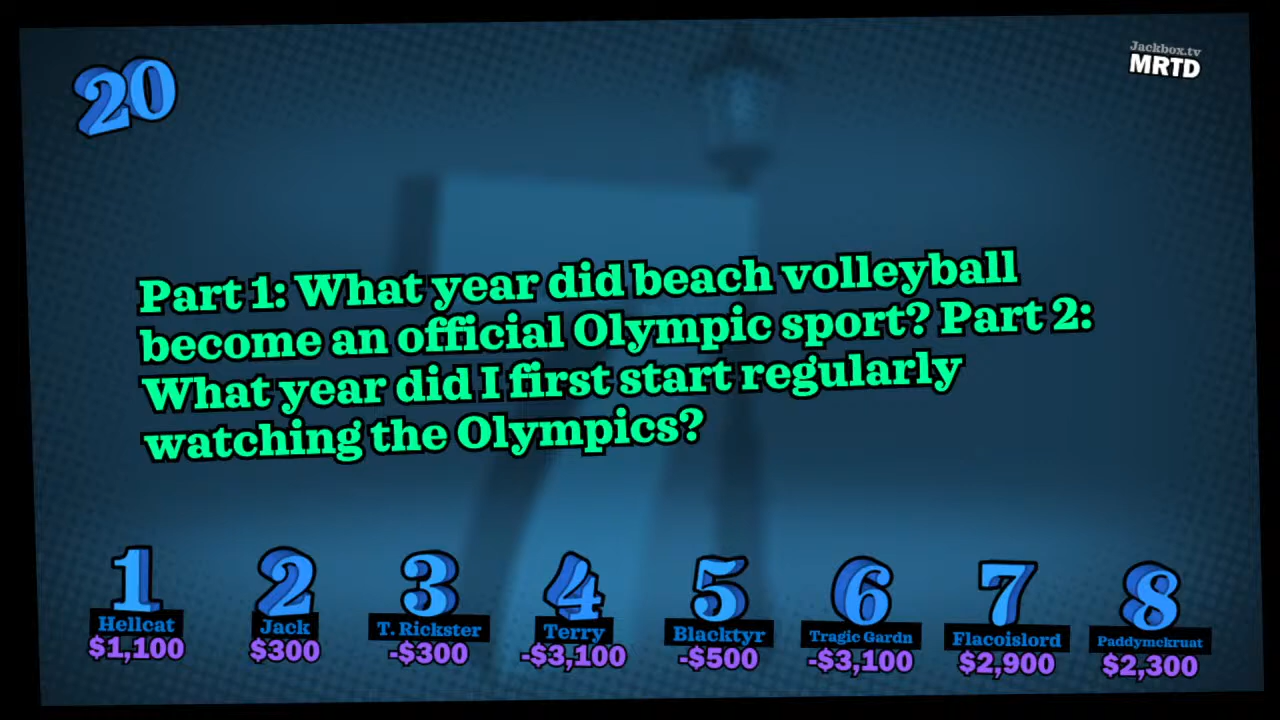 20
Jackbox.tv
MRTD
Part 1: What year did beach volleyball
become an official Olympic sport? Part 2:
What year did I first start regularly
watching the Olympics?
1 2 3 4 5 6 7 8
Hellcat Jack T. Rickster Terry Blacktyr Tragic Gardn Flacoislord Paddymckruat
$1,100 $300 -$300 -$3,100 -$500 -$3,100 $2,900 $2,300